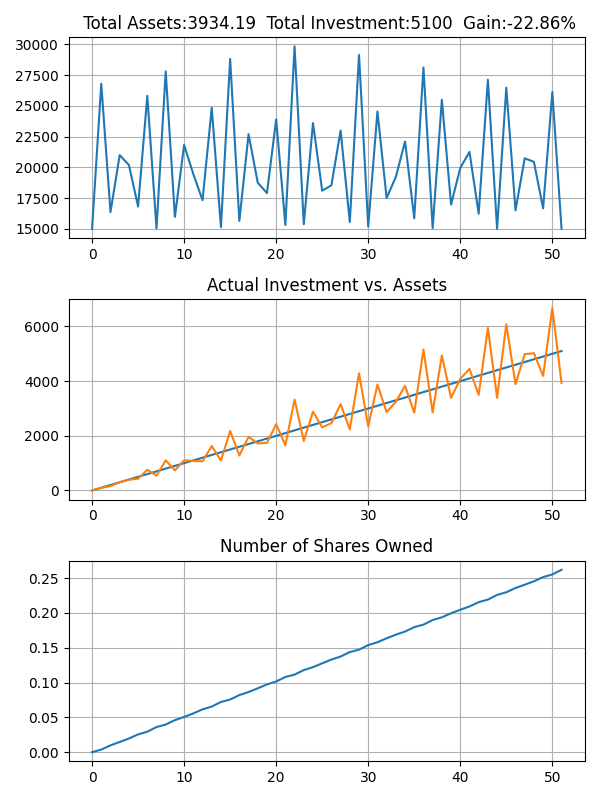 Total Assets:3934.19 Total Investment:5100 Gain:-22.86%
30000
27500
25000
22500
20000
17500
15000
0 10 20 30 40 50
Actual Investment vs. Assets
6000
4000
2000
0
0 10 20 30 40 50
Number of Shares Owned
0.25
0.20
0.15
0.10
0.05
0.00
0 10 20 30 40 50